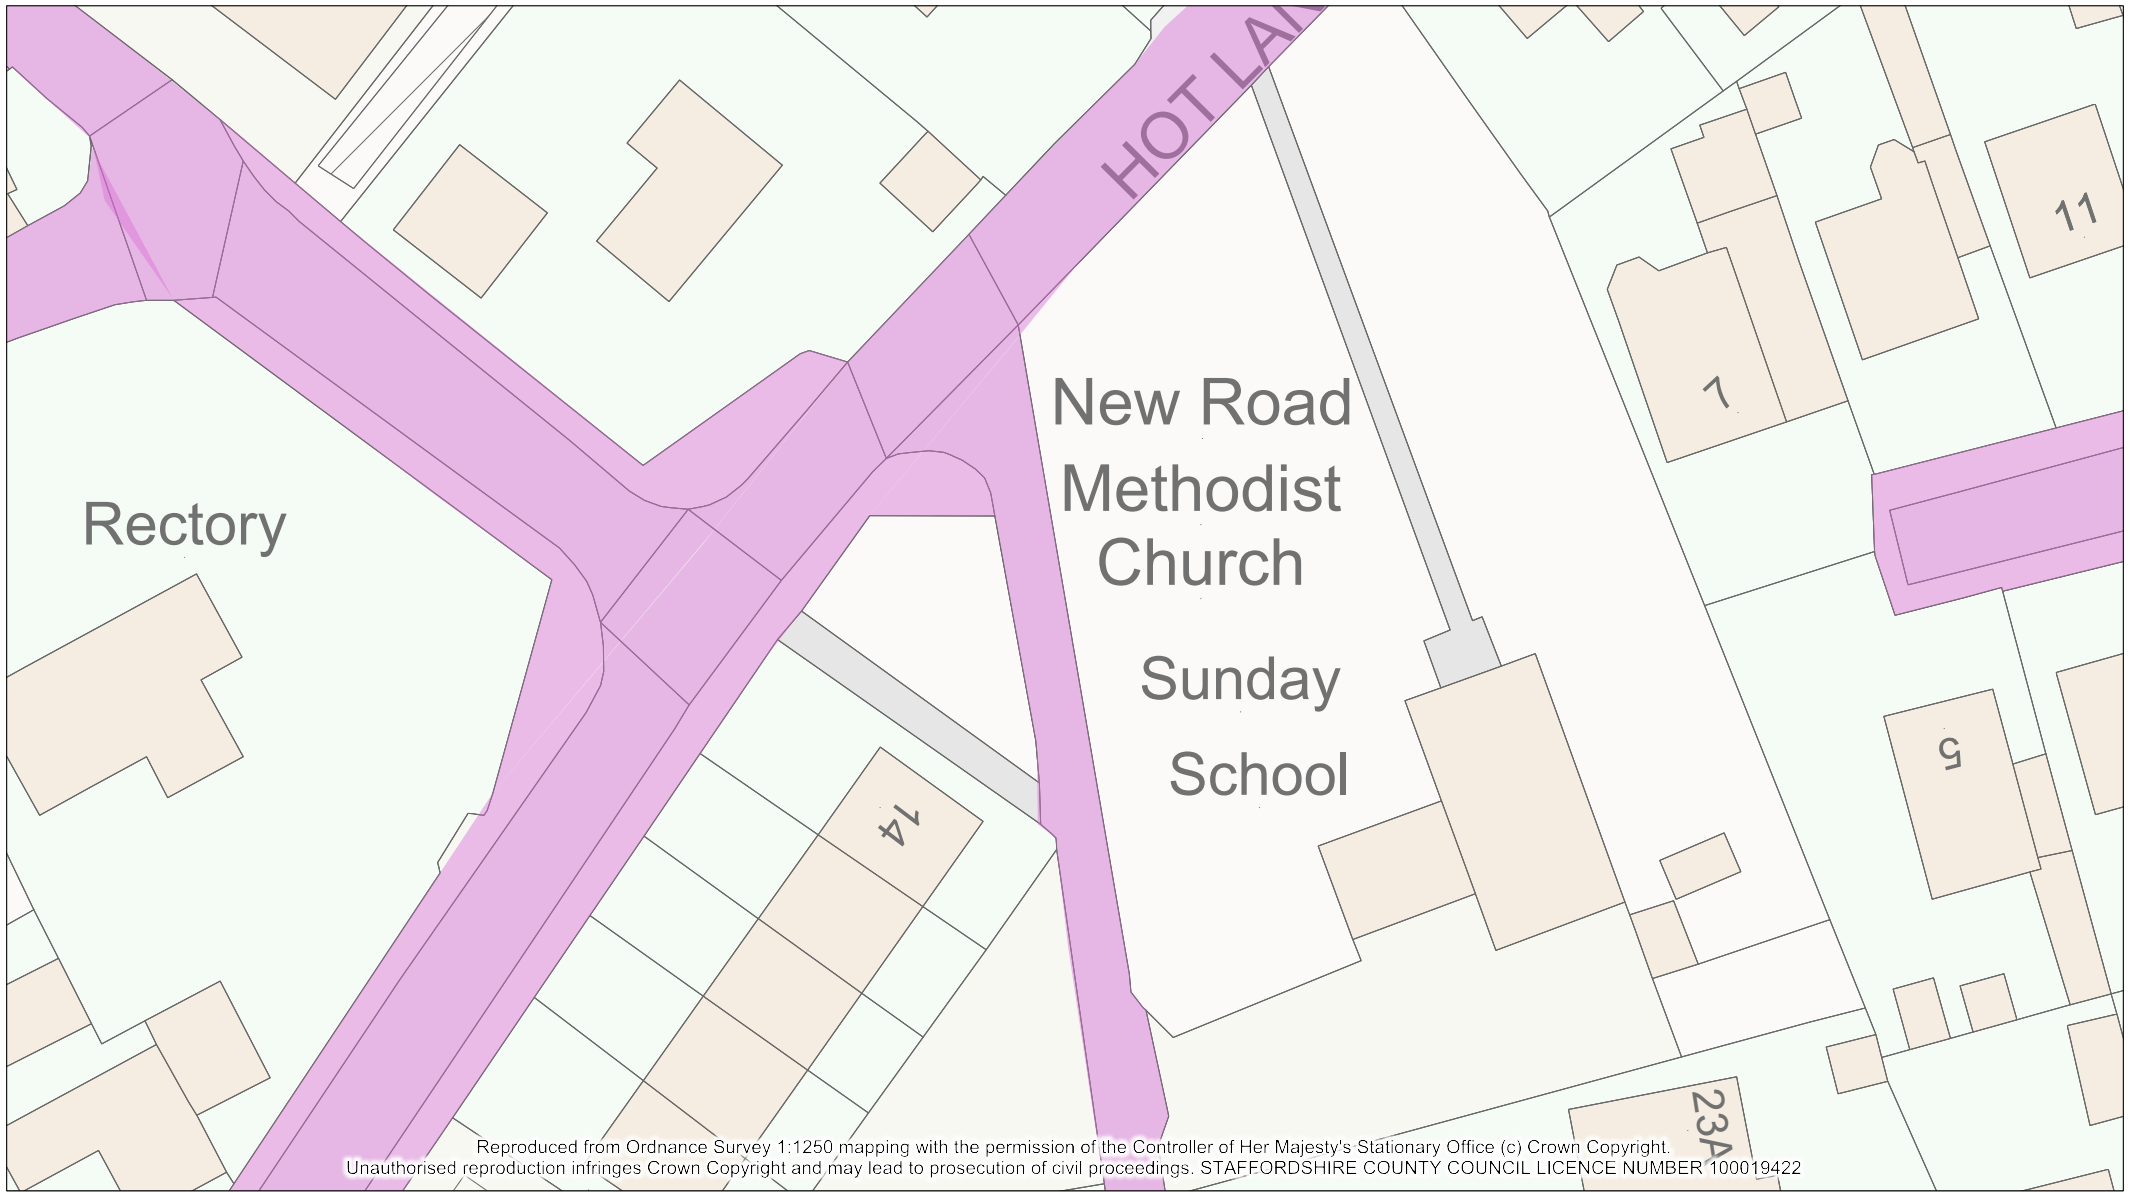 HOT LAN
11
7
New Road
Methodist
Church
Rectory
Sunday
School
5
14
23A
Reproduced from Ordnance Survey 1:1250 mapping with the permission of the Controller of Her Majesty's Stationary Office (c) Crown Copyright.
Unauthorised reproduction infringes Crown Copyright and may lead to prosecution of civil proceedings. STAFFORDSHIRE COUNTY COUNCIL LICENCE NUMBER 100019422